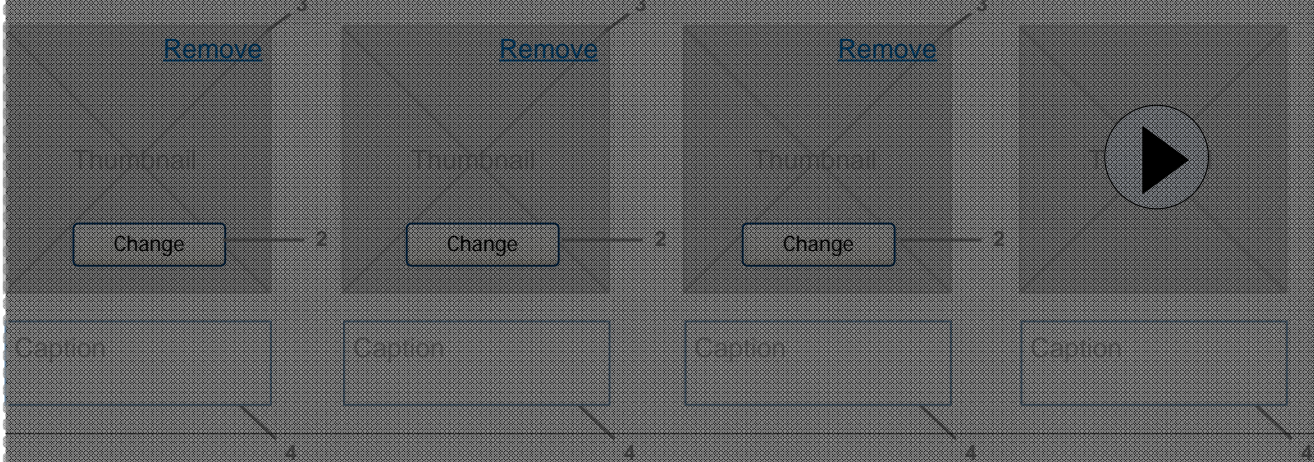 3 3 3
Remove Remove Remove
Thumbnail Thumbnail Thumbnail T
Change 2 Change 2 Change 2
Caption Caption Caption Caption
4 4 4 4